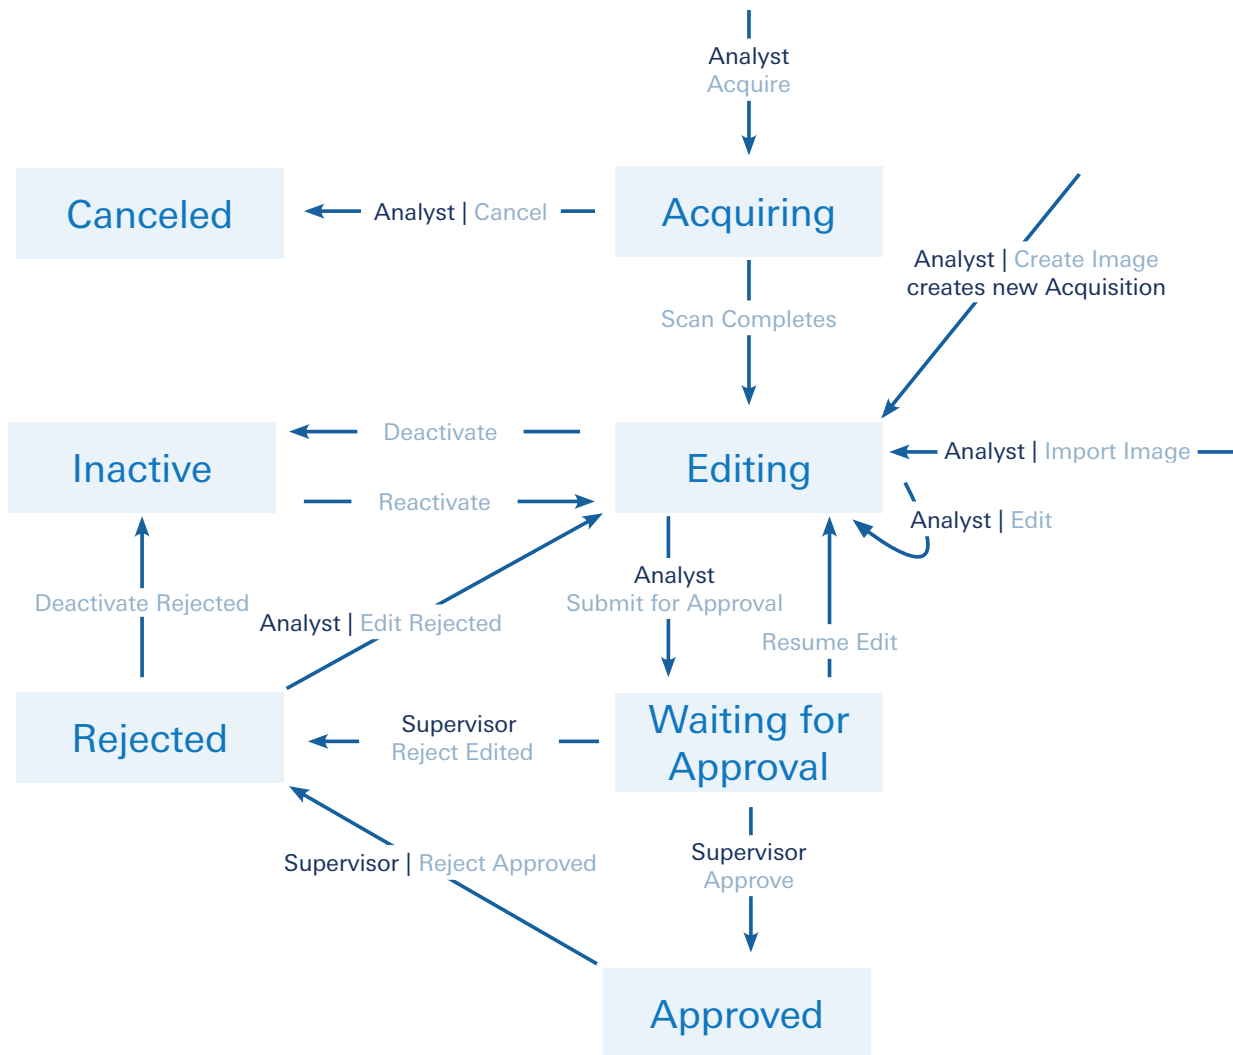 Analyst
Acquire
Canceled
Analyst | Cancel
Acquiring
Analyst | Create Image
creates new Acquisition
Scan Completes
Inactive
Deactivate
Reactivate
Editing
Analyst | Import Image
Analyst | Edit
Deactivate Rejected
Analyst | Edit Rejected
Analyst
Submit for Approval
Resume Edit
Rejected
Supervisor
Reject Edited
Waiting for
Approval
Supervisor | Reject Approved
Supervisor
Approve
Approved